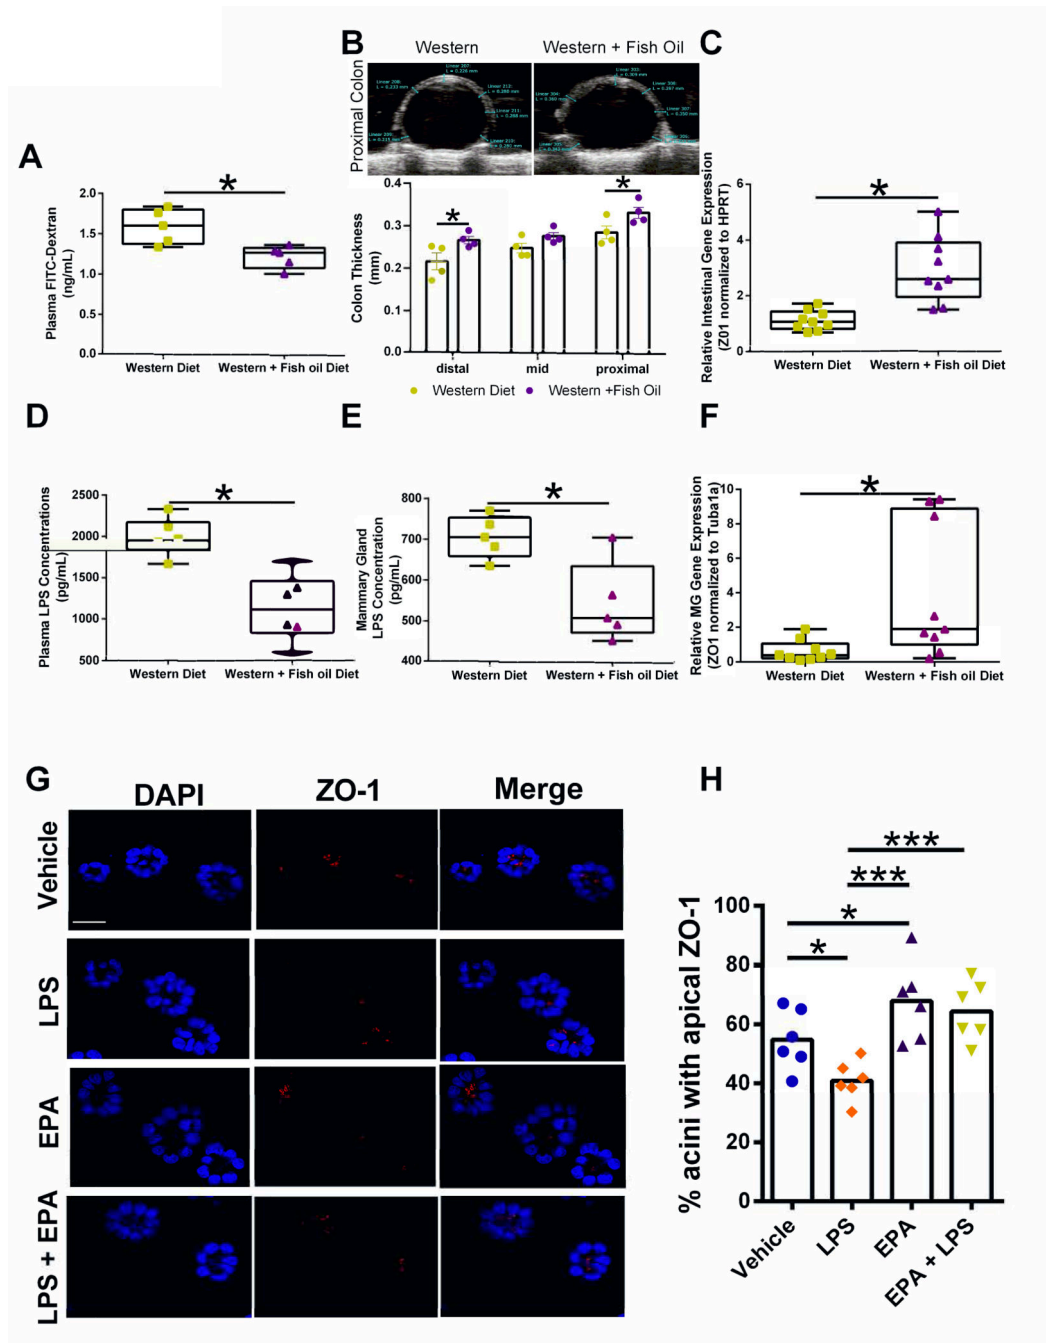 B
Western
Western + Fish Oil
C
Proximal Colon
A
*
Plasma FITC-Dextran
(ng/mL)
2.0
1.5
1.0
0.5
0.0
Western Diet
Western + Fish oil Diet
Colon Thickness
(mm)
0.4
0.3
0.2
0.1
0.0
*
*
distal
mid
proximal
Western Diet
Western +Fish Oil
Relative Intestinal Gene Expression
(Z01 normalized to HPRT)
6
4
2
0
*
Western Diet
Western + Fish oil Diet
D
E
F
Plasma LPS Concentrations
(pg/mL)
2500
2000
1500
1000
500
*
Western Diet
Western + Fish oil Diet
Mammary Gland
LPS Concentration
(pg/mL)
800
700
600
500
400
*
Western Diet
Western + Fish oil Diet
Relative MG Gene Expression
(ZO1 normalized to Tuba1a)
10
8
6
4
2
0
*
Western Diet
Western + Fish oil Diet
G
DAPI
ZO-1
Merge
Vehicle
LPS
EPA
LPS + EPA
H
% acini with apical ZO-1
100
80
60
40
20
0
***
***
*
*
Vehicle
LPS
EPA
EPA + LPS